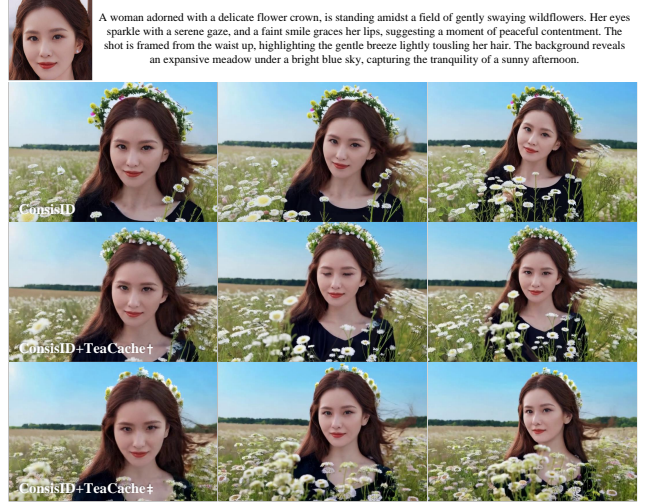 A woman adorned with a delicate flower crown, is standing amidst a field of gently swaying wildflowers. Her eyes
sparkle with a serene gaze, and a faint smile graces her lips, suggesting a moment of peaceful contentment. The
shot is framed from the waist up, highlighting the gentle breeze lightly tousling her hair. The background reveals
an expansive meadow under a bright blue sky, capturing the tranquility of a sunny afternoon.
ConsisID
ConsisID+TeaCache†
ConsisID+TeaCache‡